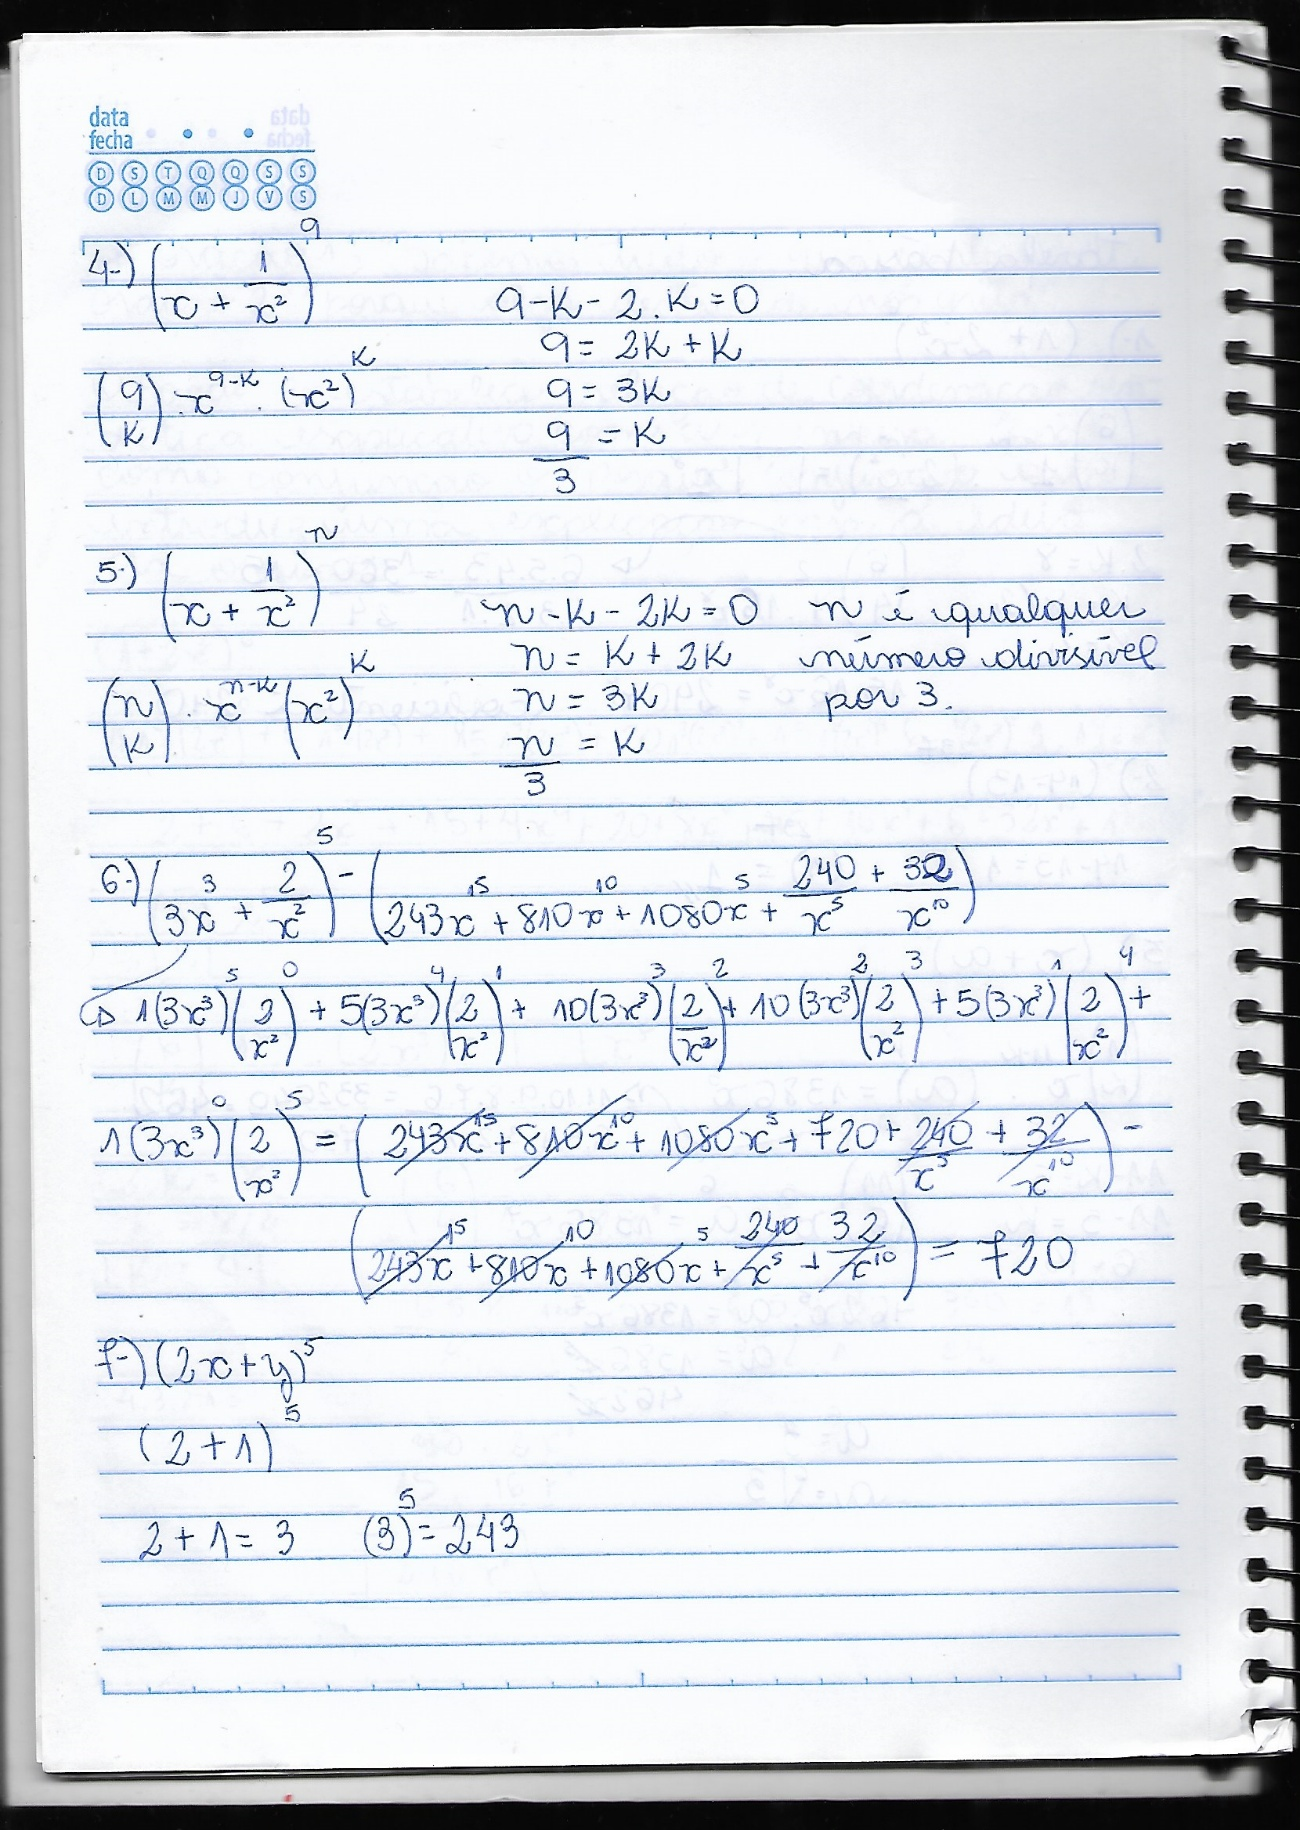 data
fecha
D S T Q Q S S
D L M M J V S
4-) (x + 1/x²)⁹
9-K-2.K=0
9=2K+K
(9 K).x⁹⁻ᴷ.(x²)ᴷ
9=3K
9/3=K
5-) (x + 1/x²)ⁿ
n-K-2K=0 n é qualquer
n=K+2K número divisível
(n K).xⁿ⁻ᴷ(x²)ᴷ
n=3K por 3.
n/3=K
6-) (3x³ + 2/x²)⁵ - (243x¹⁵+810x¹⁰+1080x⁵+240/x⁵+32/x¹⁰)
1(3x³)⁵(2/x²)⁰+5(3x³)⁴(2/x²)¹+10(3x³)³(2/x²)²+10(3x³)²(2/x²)³+5(3x³)¹(2/x²)⁴+
1(3x³)⁰(2/x²)⁵=(243x¹⁵+810x¹⁰+1080x⁵+720+240/x⁵+32/x¹⁰)-
(243x¹⁵+810x¹⁰+1080x⁵+240/x⁵+32/x¹⁰)=720
7-) (2x+y)⁵
(2+1)⁵
2+1=3 (3)⁵=243